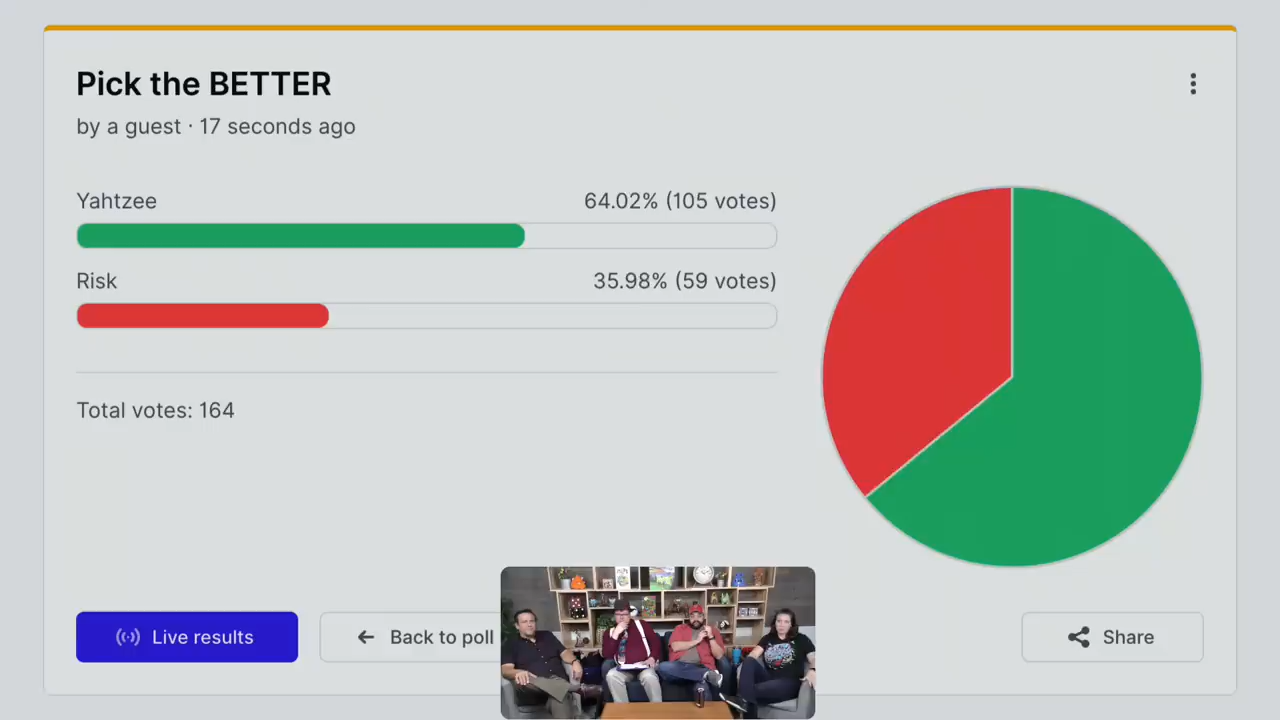 Pick the BETTER
by a guest · 17 seconds ago
Yahtzee
64.02% (105 votes)
Risk
35.98% (59 votes)
Total votes: 164
Live results
Back to poll
Share